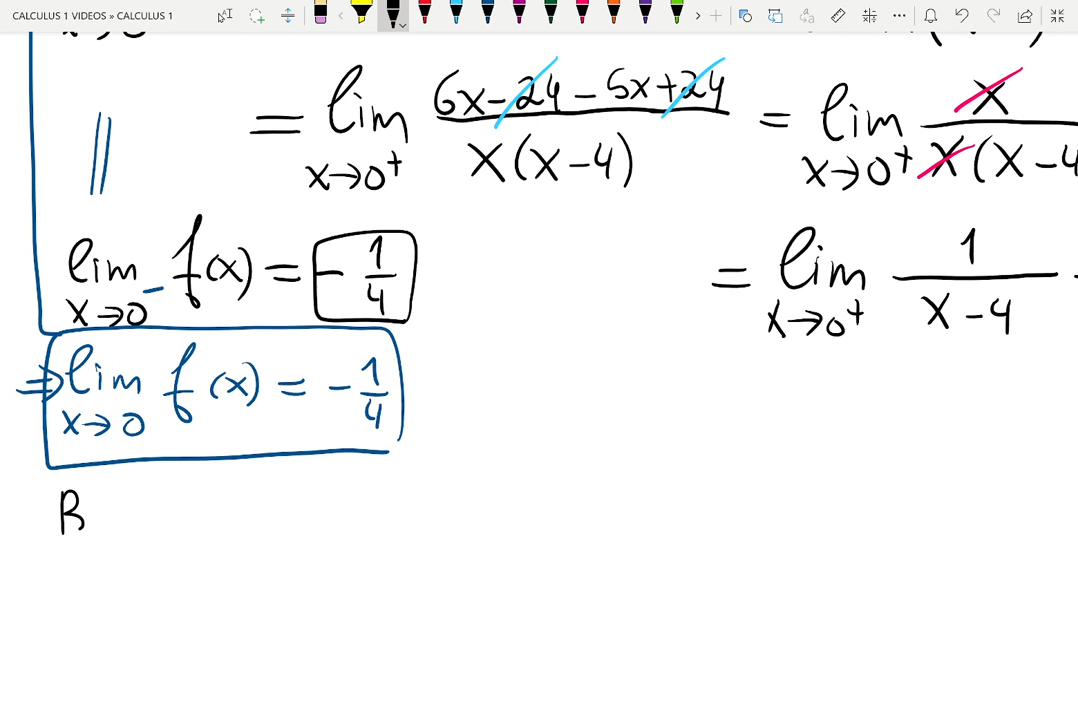 CALCULUS 1 VIDEOS » CALCULUS 1
= lim x→0⁺ (6x-24-5x+24)/(x(x-4)) = lim x→0⁺ x/(x(x-4
lim x→0⁻ f(x) = -1/4
= lim x→0⁺ 1/(x-4)
⇒ lim x→0 f(x) = -1/4
B